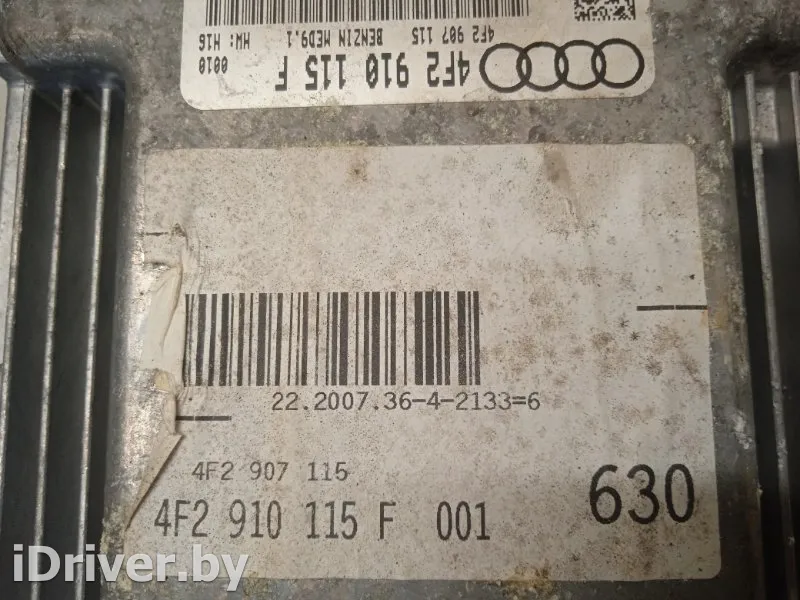 4F2 910 115 F
4F2 907 115 BENZIN MED9.1 HW: H16
0010
22.2007.36-4-2133=6
4F2 907 115
4F2 910 115 F 001
630
iDriver.by